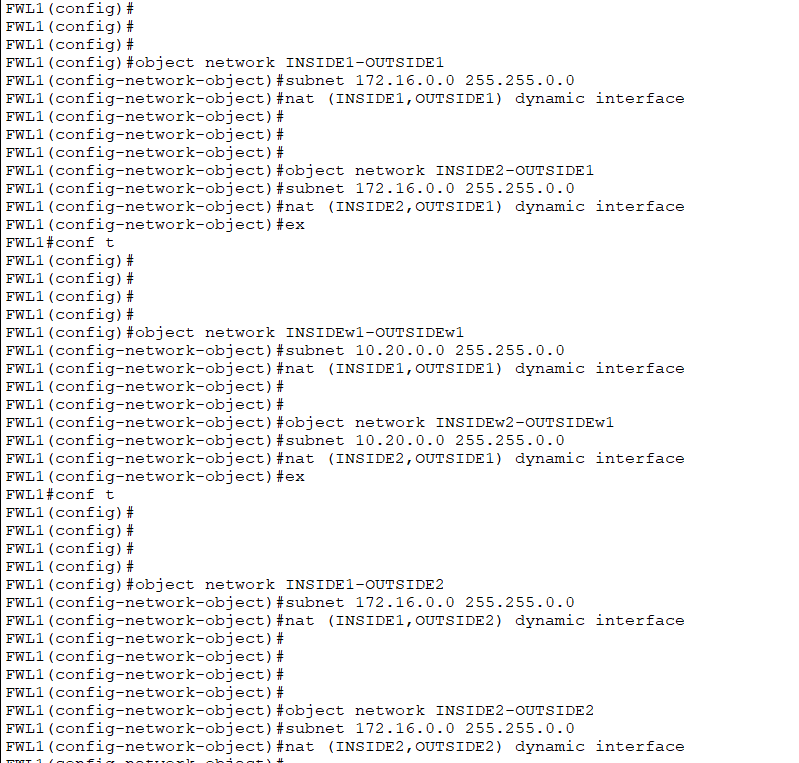 FWL1(config)#
FWL1(config)#
FWL1(config)#
FWL1(config)#object network INSIDE1-OUTSIDE1
FWL1(config-network-object)#subnet 172.16.0.0 255.255.0.0
FWL1(config-network-object)#nat (INSIDE1,OUTSIDE1) dynamic interface
FWL1(config-network-object)#
FWL1(config-network-object)#
FWL1(config-network-object)#
FWL1(config-network-object)#object network INSIDE2-OUTSIDE1
FWL1(config-network-object)#subnet 172.16.0.0 255.255.0.0
FWL1(config-network-object)#nat (INSIDE2,OUTSIDE1) dynamic interface
FWL1(config-network-object)#ex
FWL1#conf t
FWL1(config)#
FWL1(config)#
FWL1(config)#
FWL1(config)#
FWL1(config)#object network INSIDEw1-OUTSIDEw1
FWL1(config-network-object)#subnet 10.20.0.0 255.255.0.0
FWL1(config-network-object)#nat (INSIDE1,OUTSIDE1) dynamic interface
FWL1(config-network-object)#
FWL1(config-network-object)#
FWL1(config-network-object)#object network INSIDEw2-OUTSIDEw1
FWL1(config-network-object)#subnet 10.20.0.0 255.255.0.0
FWL1(config-network-object)#nat (INSIDE2,OUTSIDE1) dynamic interface
FWL1(config-network-object)#ex
FWL1#conf t
FWL1(config)#
FWL1(config)#
FWL1(config)#
FWL1(config)#
FWL1(config)#object network INSIDE1-OUTSIDE2
FWL1(config-network-object)#subnet 172.16.0.0 255.255.0.0
FWL1(config-network-object)#nat (INSIDE1,OUTSIDE2) dynamic interface
FWL1(config-network-object)#
FWL1(config-network-object)#
FWL1(config-network-object)#
FWL1(config-network-object)#
FWL1(config-network-object)#object network INSIDE2-OUTSIDE2
FWL1(config-network-object)#subnet 172.16.0.0 255.255.0.0
FWL1(config-network-object)#nat (INSIDE2,OUTSIDE2) dynamic interface
FWL1(config-network-object)#